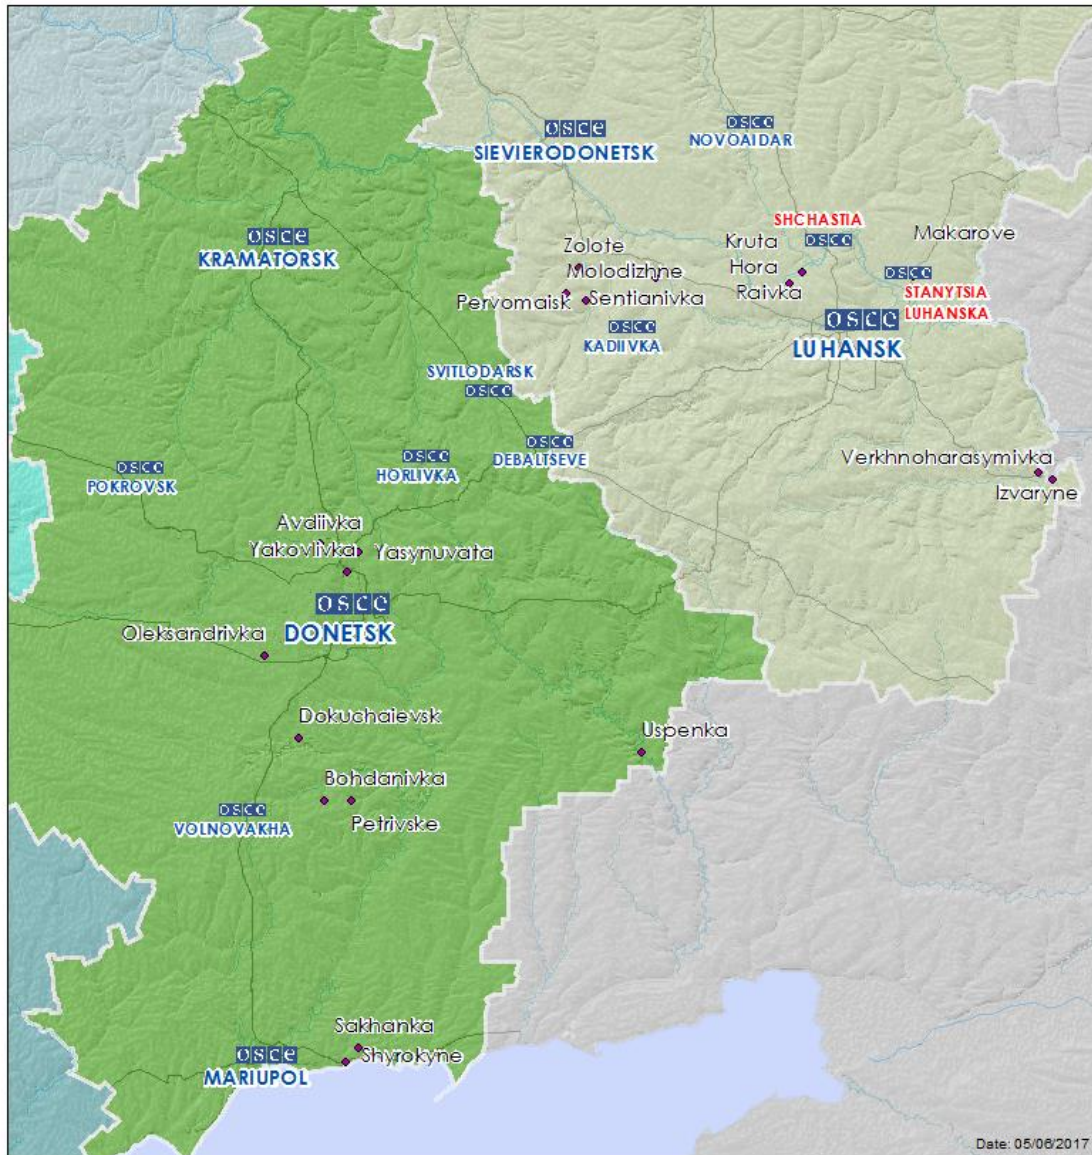 OSCE
SIEVIERODONETSK
OSCE
NOVOAIDAR
SHCHASTIA
OSCE
Makarove
OSCE
KRAMATORSK
Zolote
Kruta
Hora
Raivka
Molodizhne
Pervomaisk
Sentianivka
OSCE
STANYTSIA
LUHANSKA
OSCE
KADIIVKA
OSCE
LUHANSK
SVITLODARSK
OSCE
OSCE
DEBALTSEVE
OSCE
HORLIVKA
OSCE
POKROVSK
Verkhnoharasymivka
Izvaryne
Avdiivka
Yakovlivka
Yasynuvata
OSCE
DONETSK
Oleksandrivka
Dokuchaievsk
Uspenka
Bohdanivka
Petrivske
OSCE
VOLNOVAKHA
Sakhanka
Shyrokyne
OSCE
MARIUPOL
Date: 05/06/2017